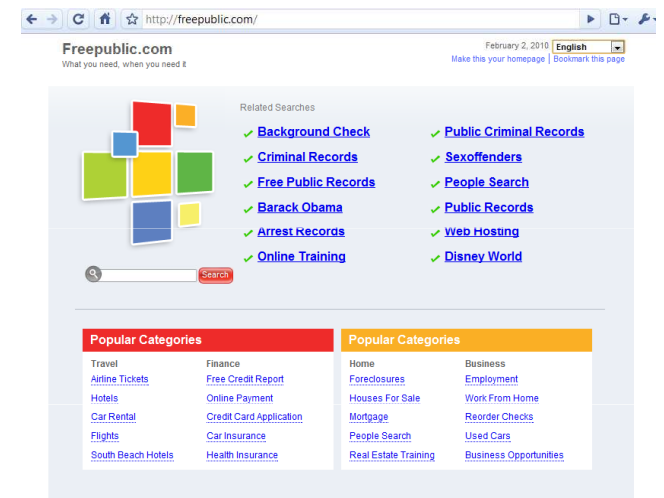 http://freepublic.com/
Freepublic.com
What you need, when you need it
February 2, 2010 English
Make this your homepage | Bookmark this page
Related Searches
Background Check
Public Criminal Records
Criminal Records
Sexoffenders
Free Public Records
People Search
Barack Obama
Public Records
Arrest Records
Web Hosting
Online Training
Disney World
Search
Popular Categories
Popular Categories
Travel Finance Home Business
Airline Tickets Free Credit Report Foreclosures Employment
Hotels Online Payment Houses For Sale Work From Home
Car Rental Credit Card Application Mortgage Reorder Checks
Flights Car Insurance People Search Used Cars
South Beach Hotels Health Insurance Real Estate Training Business Opportunities